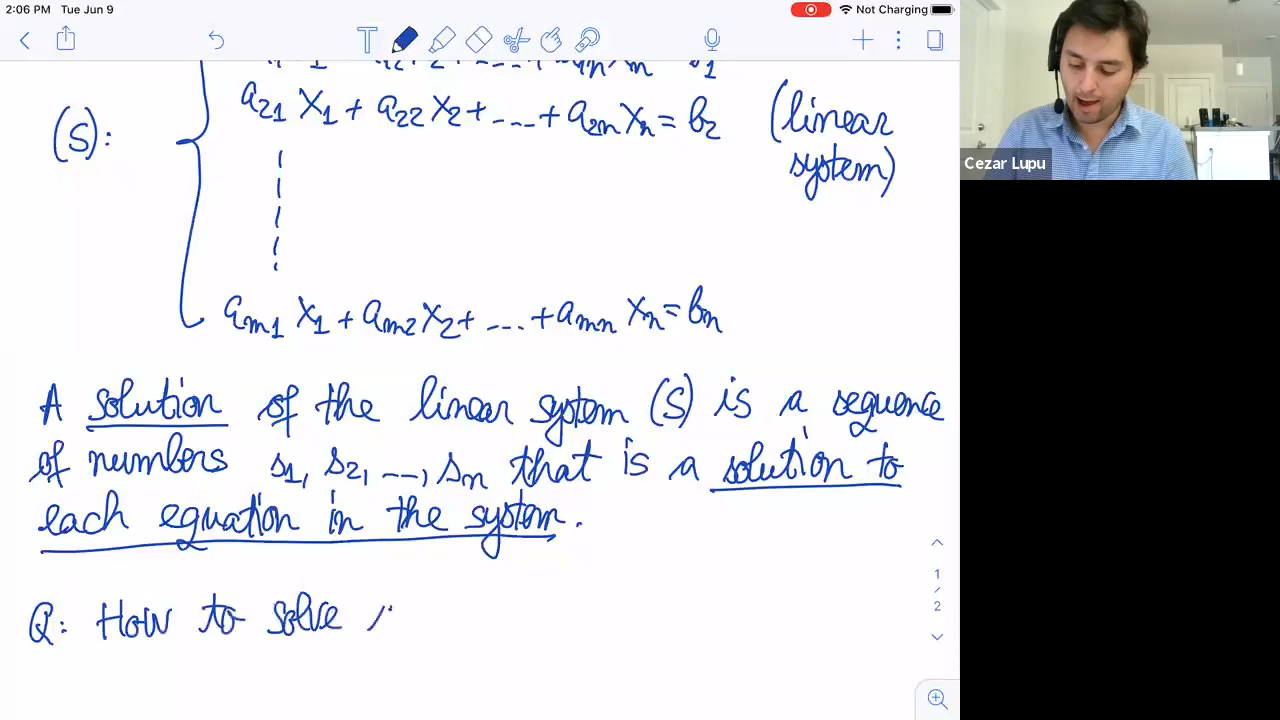 2:06 PM Tue Jun 9
Not Charging
T
(S):
a21 x1 + a22 x2 + .... + a2n xn = b2 (linear
system)
am1 x1 + am2 x2 + .... + amn xn = bm
A solution of the linear system (S) is a sequence
of numbers s1, s2, ..., sn that is a solution to
each equation in the system.
Q: How to solve
Cezar Lupu
1
/
2